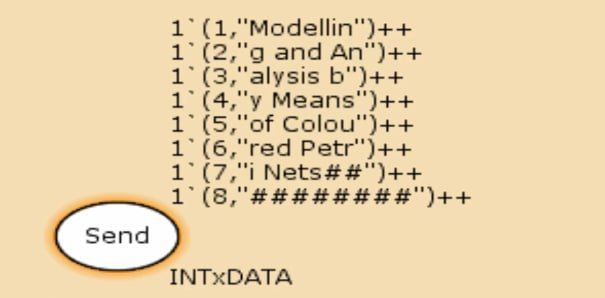 1`(1,"Modellin")++
1`(2,"g and An")++
1`(3,"alysis b")++
1`(4,"y Means")++
1`(5,"of Colou")++
1`(6,"red Petr")++
1`(7,"i Nets##")++
1`(8,"########")++
Send
INTxDATA